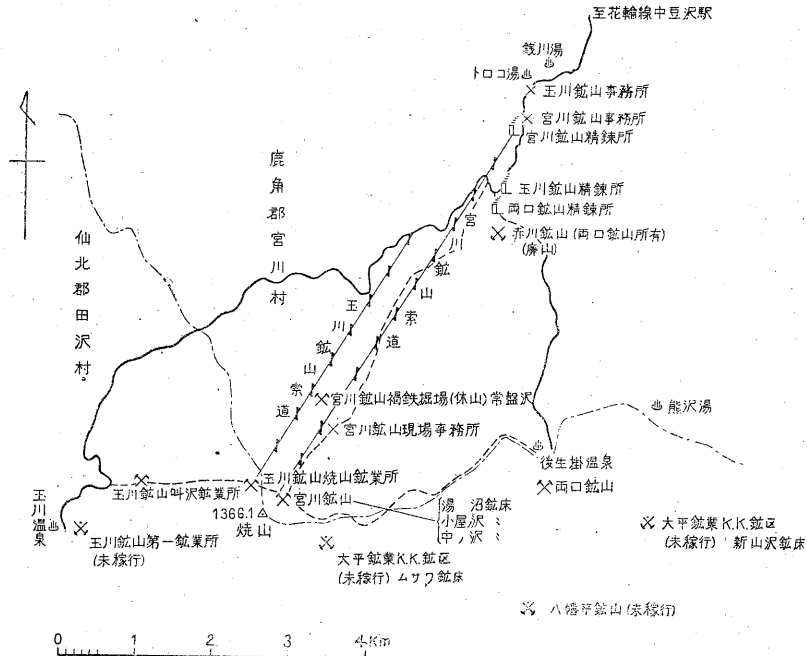 至花輪線中豆沢駅
銭川湯
トロコ湯
玉川鉱山事務所
宮川鉱山事務所
宮川鉱山精錬所
玉川鉱山精錬所
両口鉱山精錬所
赤川鉱山(両口鉱山所有)
(廃山)
鹿角郡宮川村
仙北郡田沢村
宮川鉱山索道
玉川鉱山索道
宮川鉱山褐鉄掘場(休山)常盤沢
宮川鉱山現場事務所
熊沢湯
後生掛温泉
両口鉱山
玉川鉱山焼山鉱業所
玉川鉱山叫沢鉱業所
宮川鉱山
湯沼鉱床
小屋沢 〃
中ノ沢 〃
1366.1
焼山
玉川温泉
玉川鉱山第一鉱業所
(未稼行)
大平鉱業K.K.鉱区
(未稼行) ムサワ鉱床
大平鉱業K.K.鉱区
(未稼行) 新山沢鉱床
八幡平鉱山(未稼行)
0 1 2 3 4Km